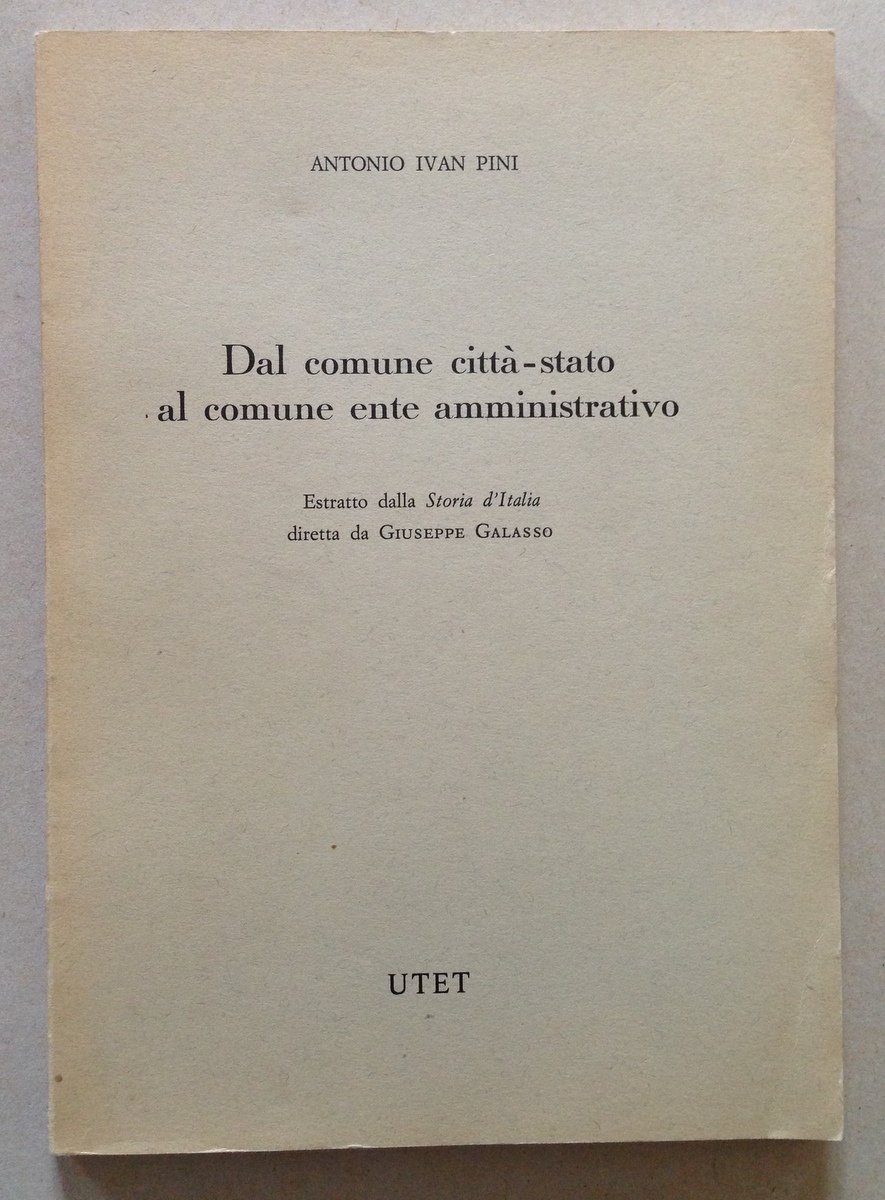 ANTONIO IVAN PINI
Dal comune città-stato
al comune ente amministrativo
Estratto dalla Storia d'Italia
diretta da GIUSEPPE GALASSO
UTET